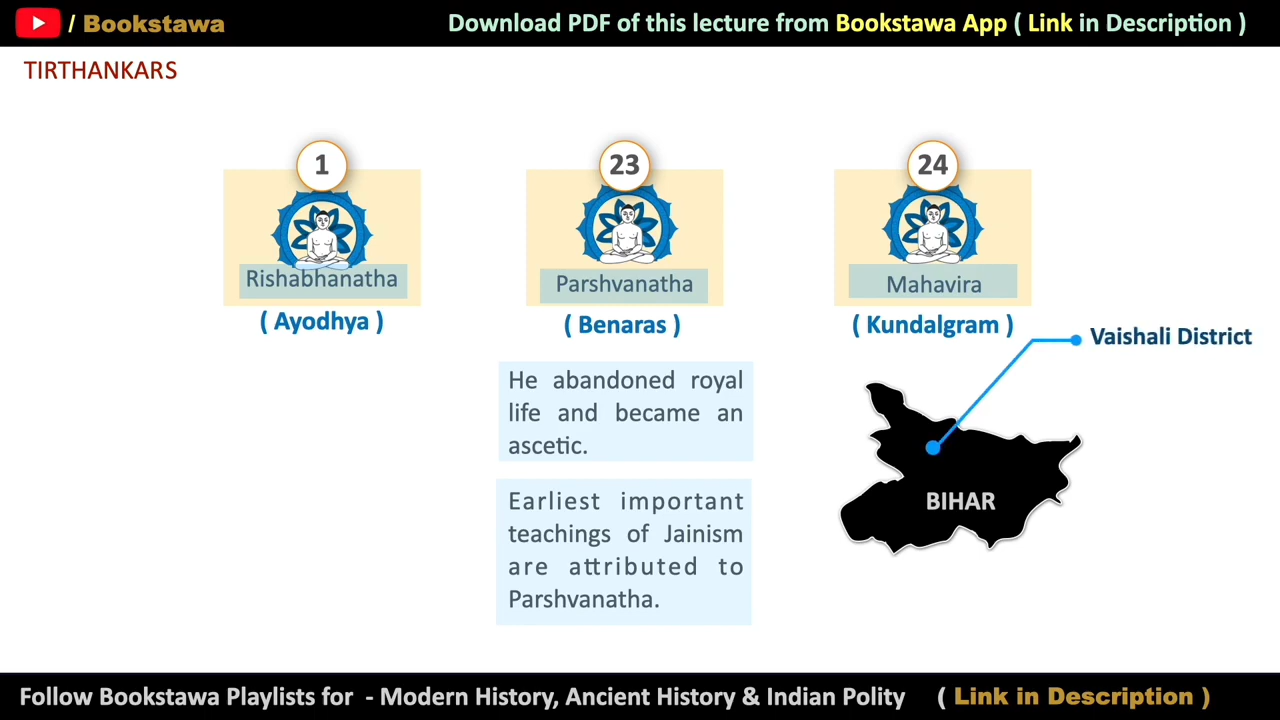 / Bookstawa
Download PDF of this lecture from Bookstawa App ( Link in Description )
TIRTHANKARS
1
Rishabhanatha
( Ayodhya )
23
Parshvanatha
( Benaras )
He abandoned royal
life and became an
ascetic.
Earliest important
teachings of Jainism
are attributed to
Parshvanatha.
24
Mahavira
( Kundalgram )
Vaishali District
BIHAR
Follow Bookstawa Playlists for - Modern History, Ancient History & Indian Polity ( Link in Description )